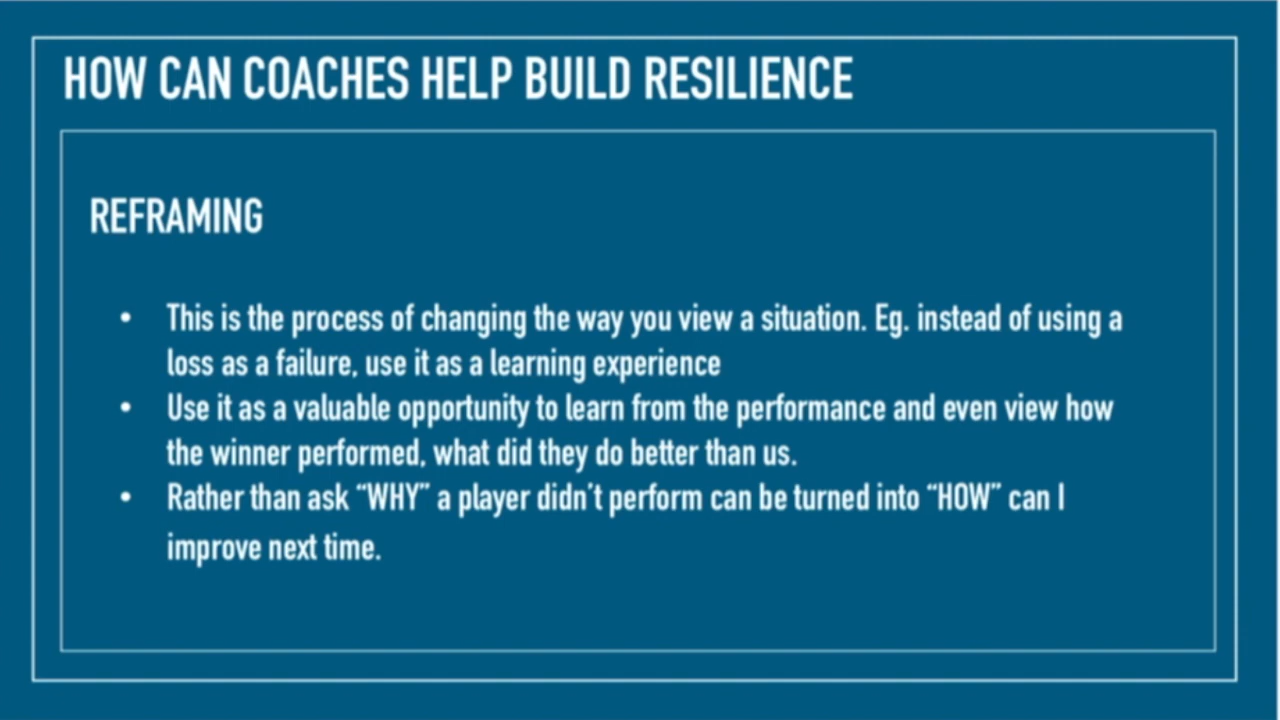 HOW CAN COACHES HELP BUILD RESILIENCE
REFRAMING
• This is the process of changing the way you view a situation. Eg. instead of using a
loss as a failure, use it as a learning experience
• Use it as a valuable opportunity to learn from the performance and even view how
the winner performed, what did they do better than us.
• Rather than ask “WHY” a player didn’t perform can be turned into “HOW” can I
improve next time.